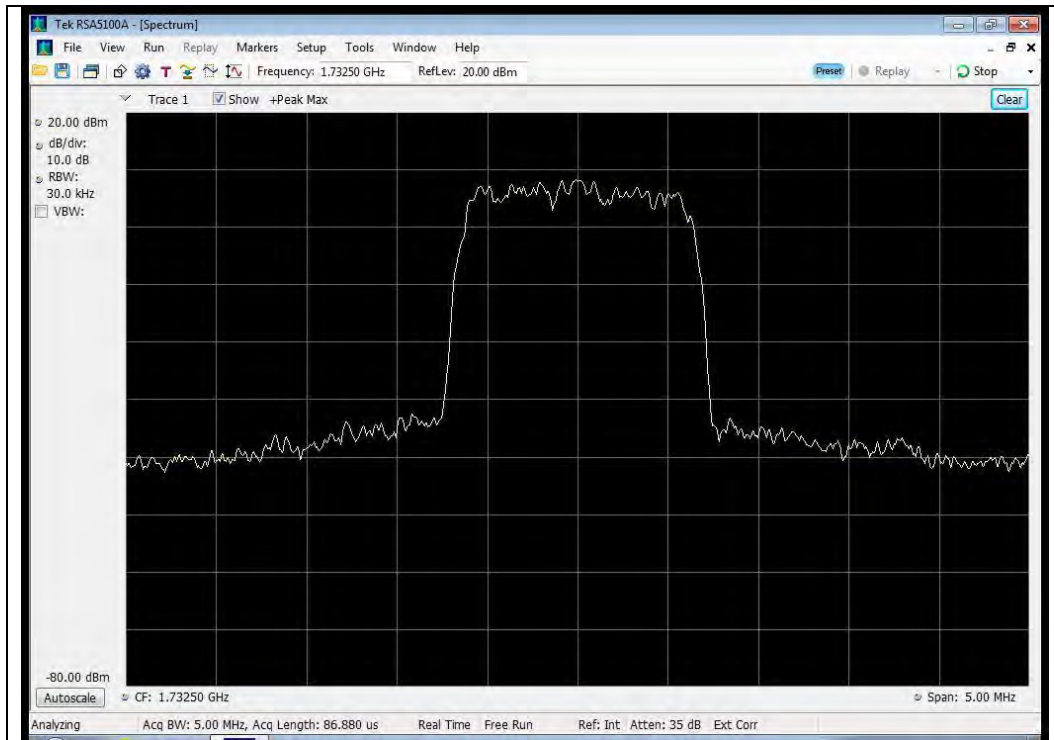 Tek RSA5100A - [Spectrum]
File View Run Replay Markers Setup Tools Window Help
T Frequency: 1.73250 GHz RefLev: 20.00 dBm Preset Replay Stop
Trace 1 Show +Peak Max Clear
20.00 dBm
dB/div:
10.0 dB
RBW:
30.0 kHz
VBW:
-80.00 dBm
Autoscale CF: 1.73250 GHz Span: 5.00 MHz
Analyzing Acq BW: 5.00 MHz, Acq Length: 86.880 us Real Time Free Run Ref: Int Atten: 35 dB Ext Corr